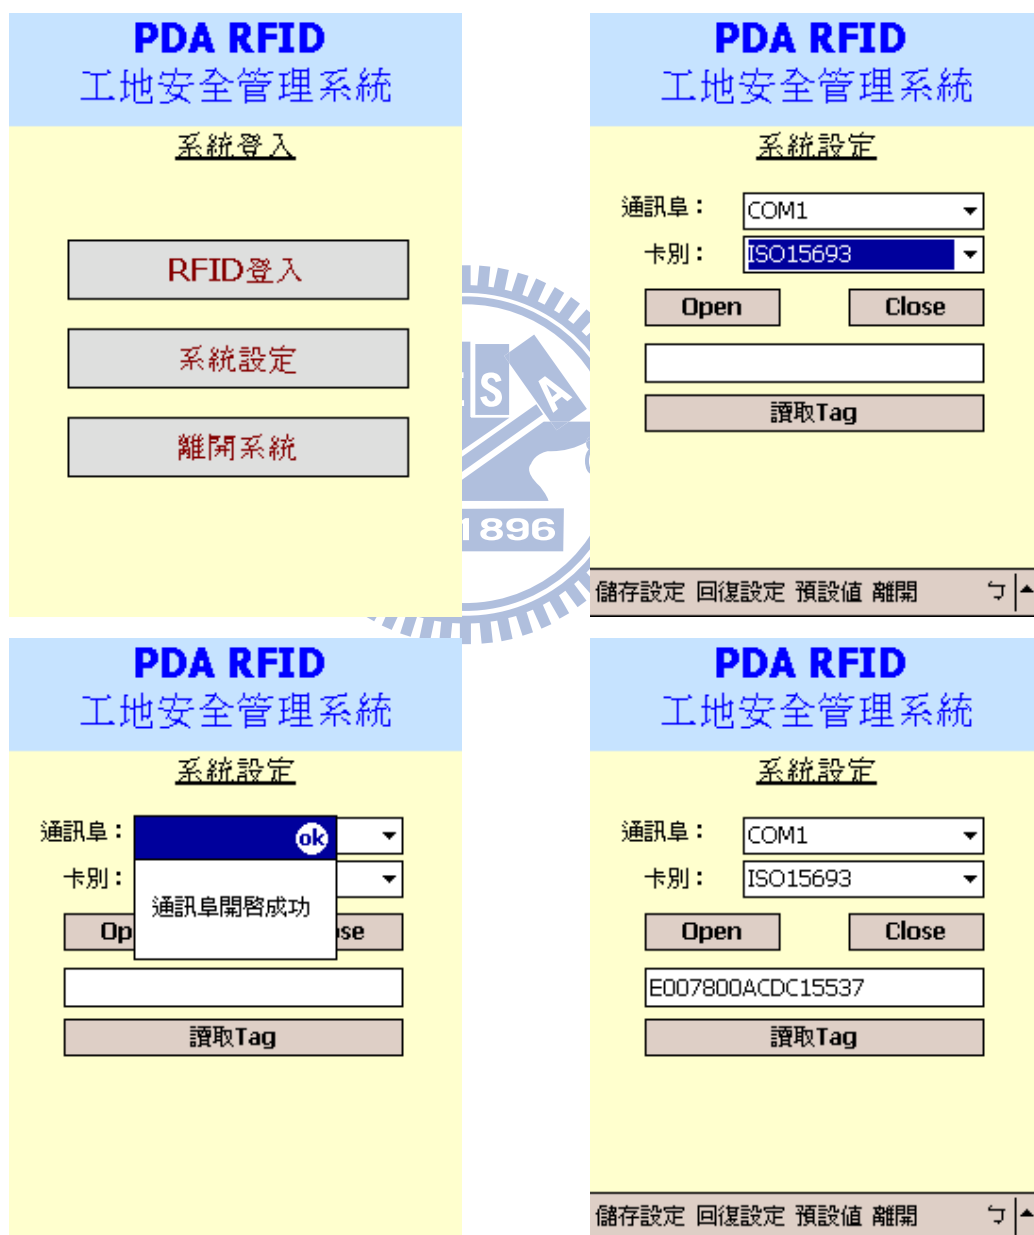 PDA RFID
工地安全管理系統
系統登入
RFID登入
系統設定
離開系統
PDA RFID
工地安全管理系統
系統設定
通訊阜：
COM1
卡別：
ISO15693
Open
Close
讀取Tag
儲存設定 回復設定 預設值 離開 ㄅ
E S A
1896
PDA RFID
工地安全管理系統
系統設定
通訊阜：
ok
卡別：
通訊阜開啓成功
Op
se
讀取Tag
PDA RFID
工地安全管理系統
系統設定
通訊阜：
COM1
卡別：
ISO15693
Open
Close
E007800ACDC15537
讀取Tag
儲存設定 回復設定 預設值 離開 ㄅ